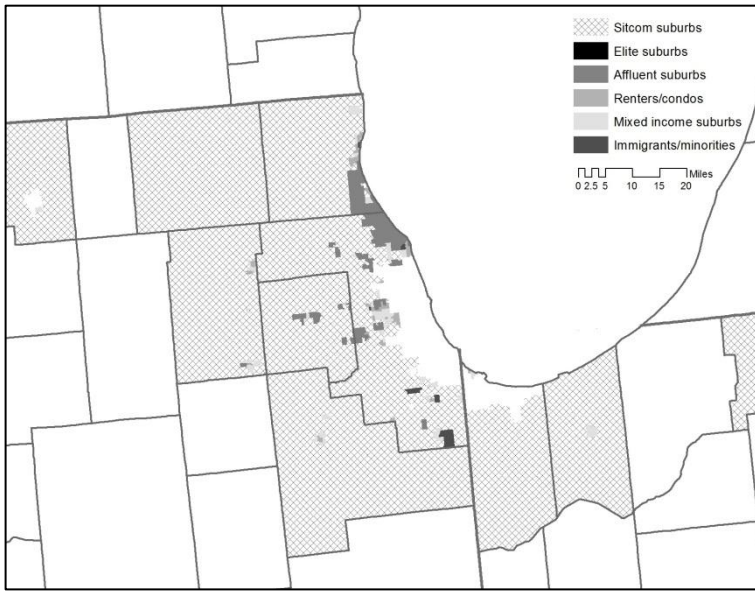 Sitcom suburbs
Elite suburbs
Affluent suburbs
Renters/condos
Mixed income suburbs
Immigrants/minorities
0 2.5 5 10 15 20 Miles